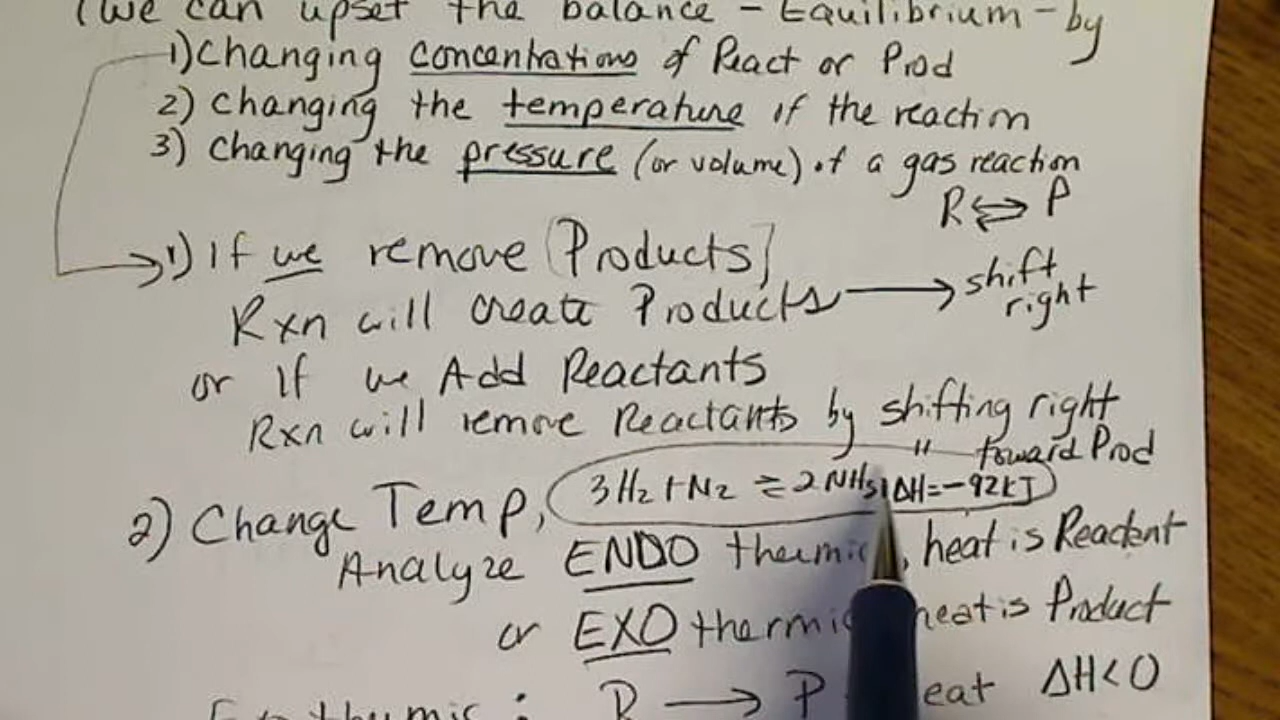 (We can upset the balance - Equilibrium - by
1) Changing concentrations of React or Prod
2) Changing the temperature of the reaction
3) Changing the pressure (or volume) of a gas reaction
R ⇌ P
1) If we remove [Products]
Rxn will create Products → shift right
or If we Add Reactants
Rxn will remove Reactants by shifting right
" toward Prod
2) Change Temp, 3H2 + N2 ⇌ 2NH3, ΔH = -92kJ
Analyze ENDO thermic, heat is Reactant
or EXO thermic heat is Product
R → P heat ΔH<0